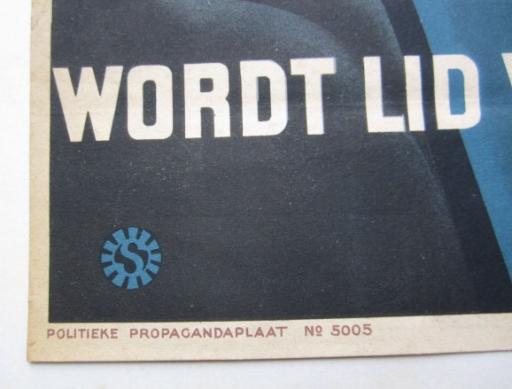 WORDT LID
S
POLITIEKE PROPAGANDAPLAAT Nº 5005